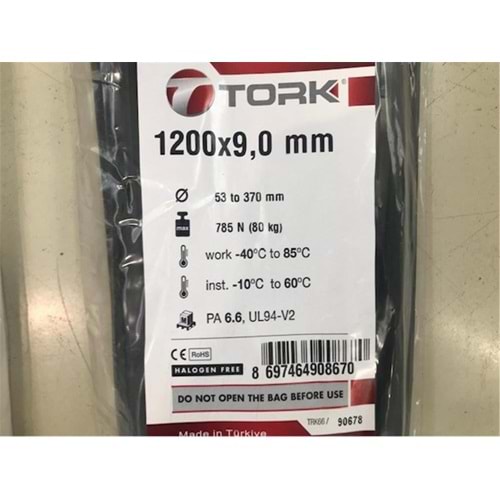 TORK
1200x9,0 mm
Ø 53 to 370 mm
max 785 N (80 kg)
work -40°C to 85°C
inst. -10°C to 60°C
PA 6.6, UL94-V2
CE RoHS
HALOGEN FREE
8 697464908670
DO NOT OPEN THE BAG BEFORE USE!
TRK66 / 90678
Made in Türkiye